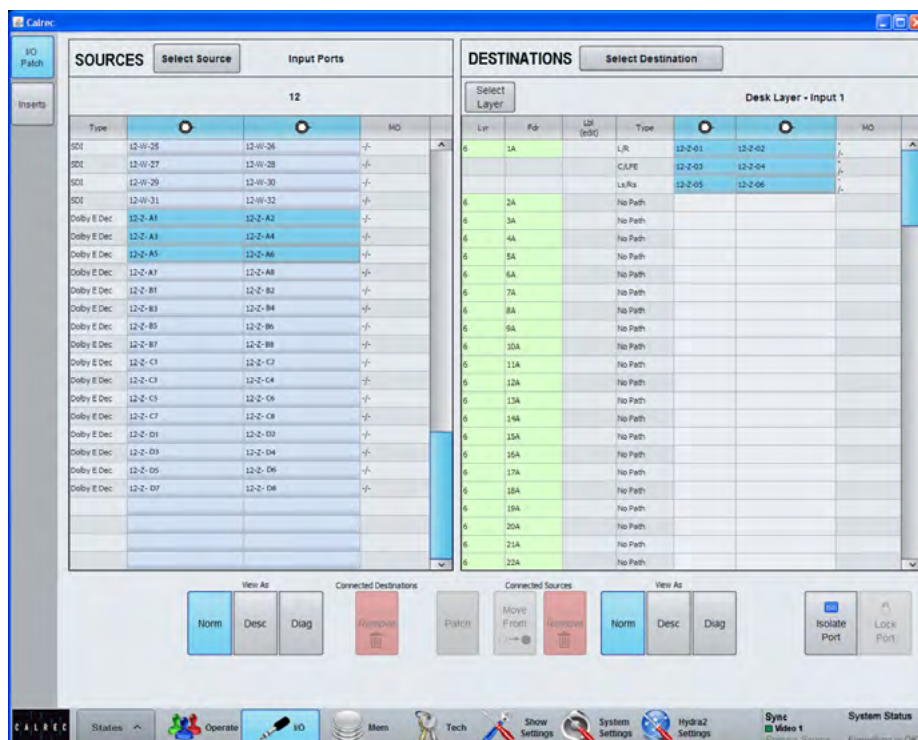 Calrec
I/O Patch
Inserts
SOURCES Select Source Input Ports
12
Type MO
SDI 12-W-25 12-W-26 -/-
SDI 12-W-27 12-W-28 -/-
SDI 12-W-29 12-W-30 -/-
SDI 12-W-31 12-W-32 -/-
Dolby E Dec 12-Z-A1 12-Z-A2 -/-
Dolby E Dec 12-Z-A3 12-Z-A4 -/-
Dolby E Dec 12-Z-A5 12-Z-A6 -/-
Dolby E Dec 12-Z-A7 12-Z-A8 -/-
Dolby E Dec 12-Z-B1 12-Z-B2 -/-
Dolby E Dec 12-Z-B3 12-Z-B4 -/-
Dolby E Dec 12-Z-B5 12-Z-B6 -/-
Dolby E Dec 12-Z-B7 12-Z-B8 -/-
Dolby E Dec 12-Z-C1 12-Z-C2 -/-
Dolby E Dec 12-Z-C3 12-Z-C4 -/-
Dolby E Dec 12-Z-C5 12-Z-C6 -/-
Dolby E Dec 12-Z-C7 12-Z-C8 -/-
Dolby E Dec 12-Z-D1 12-Z-D2 -/-
Dolby E Dec 12-Z-D3 12-Z-D4 -/-
Dolby E Dec 12-Z-D5 12-Z-D6 -/-
Dolby E Dec 12-Z-D7 12-Z-D8 -/-
DESTINATIONS Select Destination
Select Layer Desk Layer - Input 1
Lyr Fdr Lbl (edit) Type MO
6 1A L/R 12-Z-01 12-Z-02 -/-
C/LFE 12-Z-03 12-Z-04 -/-
Ls/Rs 12-Z-05 12-Z-06 -/-
6 2A No Path
6 3A No Path
6 4A No Path
6 5A No Path
6 6A No Path
6 7A No Path
6 8A No Path
6 9A No Path
6 10A No Path
6 11A No Path
6 12A No Path
6 13A No Path
6 14A No Path
6 15A No Path
6 16A No Path
6 17A No Path
6 18A No Path
6 19A No Path
6 20A No Path
6 21A No Path
6 22A No Path
View As
Norm Desc Diag
Connected Destinations
Remove
Patch
Connected Sources
Move From
Remove
View As
Norm Desc Diag
Isolate Port
Lock Port
CALREC
States
Operate
I/O
Mem
Tech
Show Settings
System Settings
Hydra2 Settings
Sync
Video 1
System Status